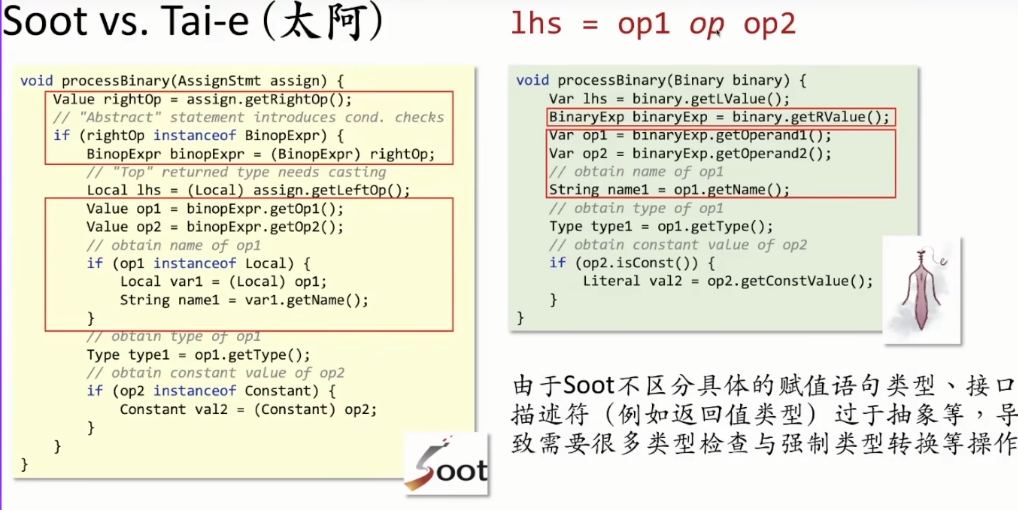 Soot vs. Tai-e (太阿)
lhs = op1 op op2
void processBinary(AssignStmt assign) {
Value rightOp = assign.getRightOp();
// "Abstract" statement introduces cond. checks
if (rightOp instanceof BinopExpr) {
BinopExpr binopExpr = (BinopExpr) rightOp;
// "Top" returned type needs casting
Local lhs = (Local) assign.getLeftOp();
Value op1 = binopExpr.getOp1();
Value op2 = binopExpr.getOp2();
// obtain name of op1
if (op1 instanceof Local) {
Local var1 = (Local) op1;
String name1 = var1.getName();
}
// obtain type of op1
Type type1 = op1.getType();
// obtain constant value of op2
if (op2 instanceof Constant) {
Constant val2 = (Constant) op2;
}
}
}
Soot
void processBinary(Binary binary) {
Var lhs = binary.getLValue();
BinaryExp binaryExp = binary.getRValue();
Var op1 = binaryExp.getOperand1();
Var op2 = binaryExp.getOperand2();
// obtain name of op1
String name1 = op1.getName();
// obtain type of op1
Type type1 = op1.getType();
// obtain constant value of op2
if (op2.isConst()) {
Literal val2 = op2.getConstValue();
}
}
e
由于Soot不区分具体的赋值语句类型、接口
描述符（例如返回值类型）过于抽象等，导
致需要很多类型检查与强制类型转换等操作